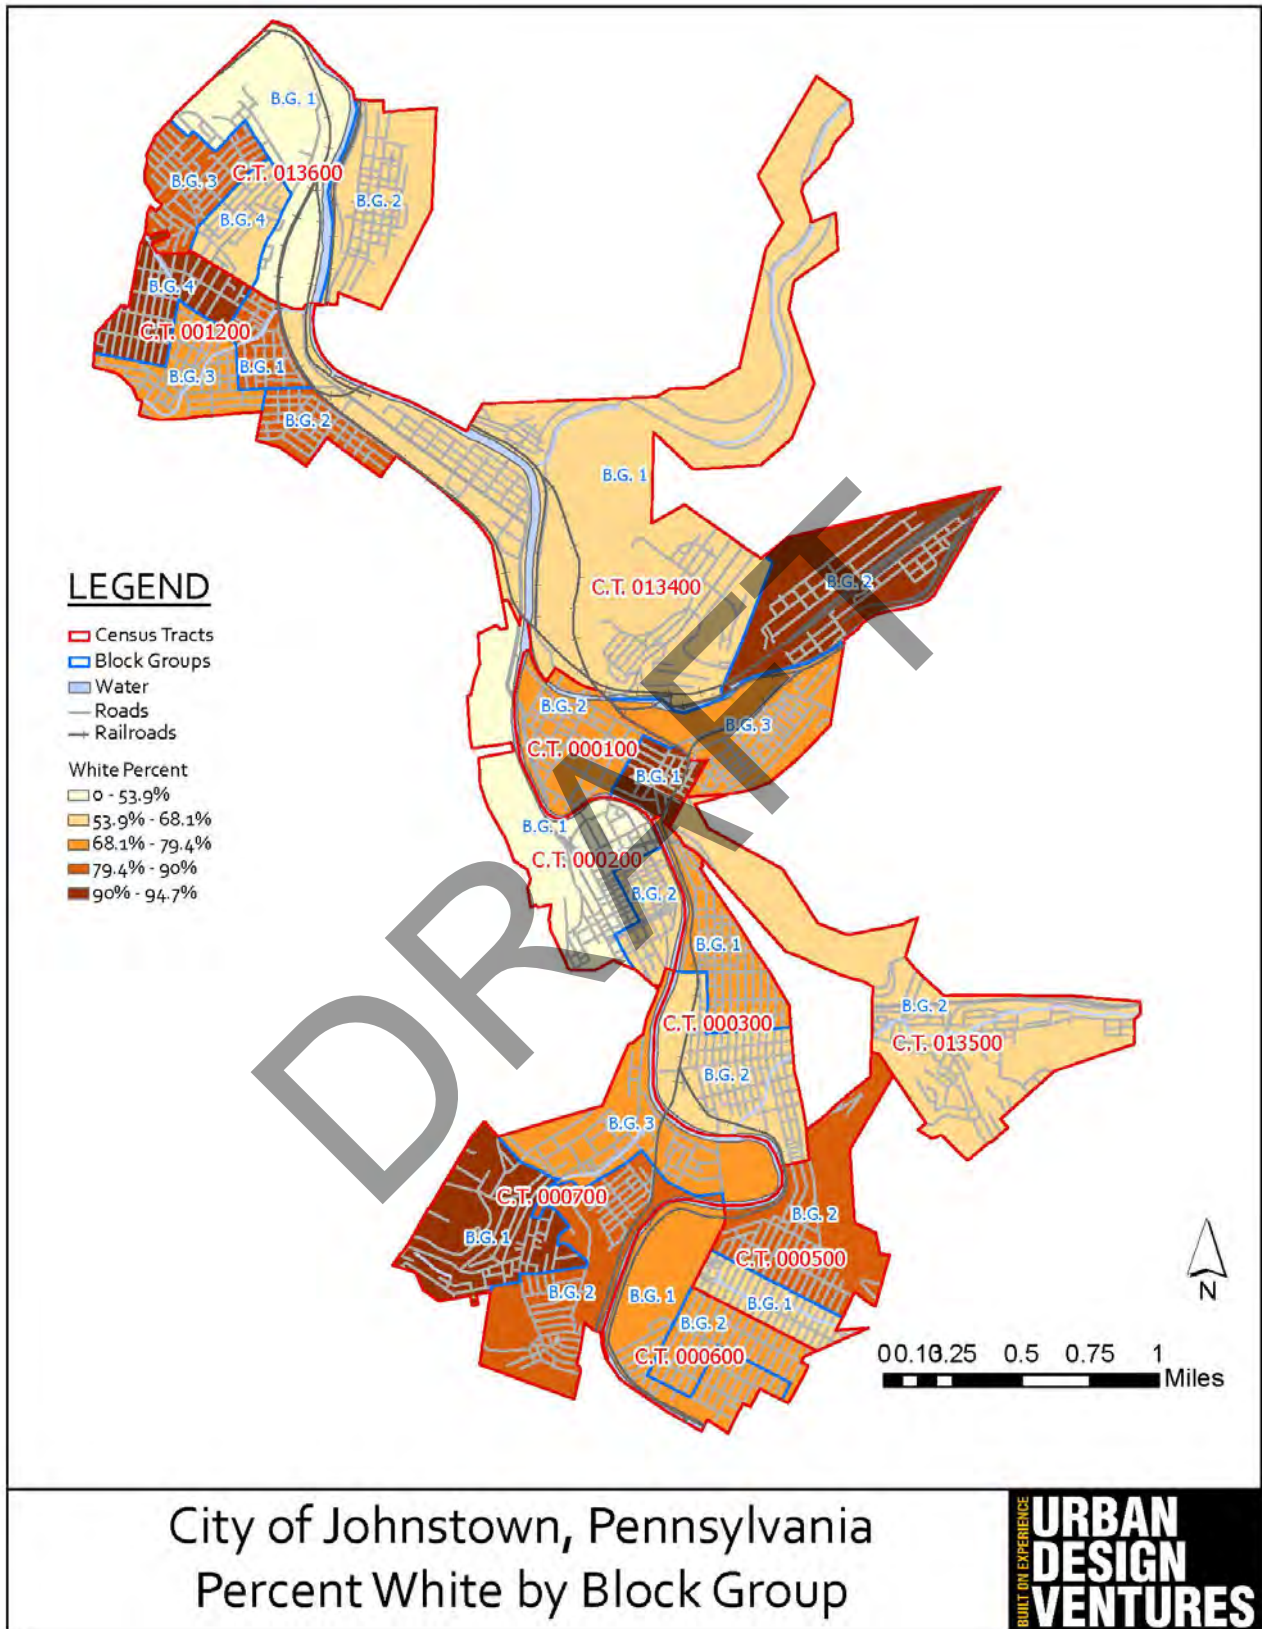 B.G. 1
B.G. 3
C.T. 013600
B.G. 2
B.G. 4
B.G. 4
C.T. 001200
B.G. 1
B.G. 3
B.G. 2
B.G. 1
C.T. 013400
B.G. 2
LEGEND
Census Tracts
Block Groups
Water
Roads
Railroads
White Percent
0 - 53.9%
53.9% - 68.1%
68.1% - 79.4%
79.4% - 90%
90% - 94.7%
B.G. 2
B.G. 3
C.T. 000100
B.G. 1
B.G. 1
C.T. 000200
B.G. 2
B.G. 1
C.T. 000300
B.G. 2
B.G. 2
C.T. 013500
DRAFT
B.G. 3
C.T. 000700
B.G. 1
B.G. 2
B.G. 2
C.T. 000500
B.G. 1
B.G. 1
B.G. 2
C.T. 000600
N
0 0.13 0.25 0.5 0.75 1
Miles
City of Johnstown, Pennsylvania
Percent White by Block Group
BUILT ON EXPERIENCE
URBAN
DESIGN
VENTURES